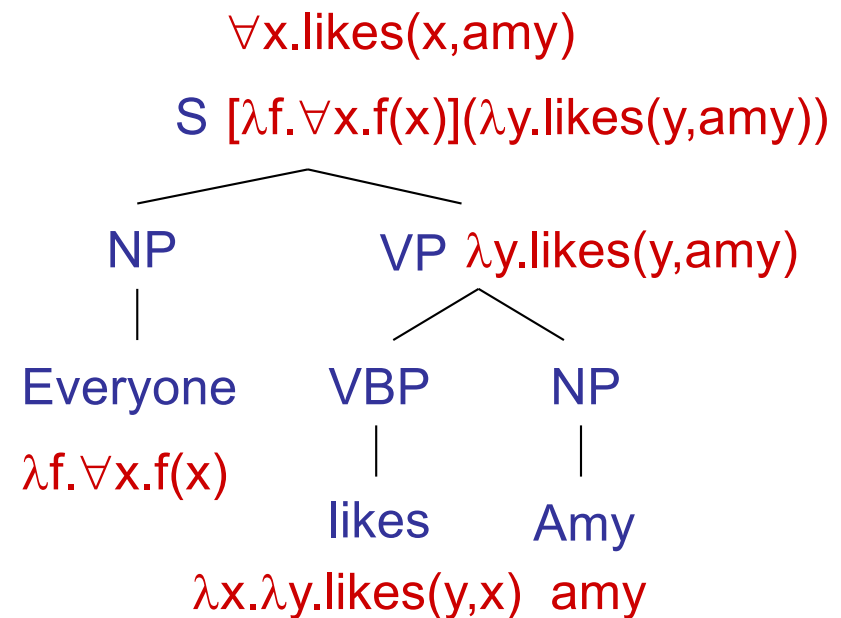 ∀x.likes(x,amy)
S [λf.∀x.f(x)](λy.likes(y,amy))
NP VP λy.likes(y,amy)
Everyone VBP NP
λf.∀x.f(x)
likes Amy
λx.λy.likes(y,x) amy